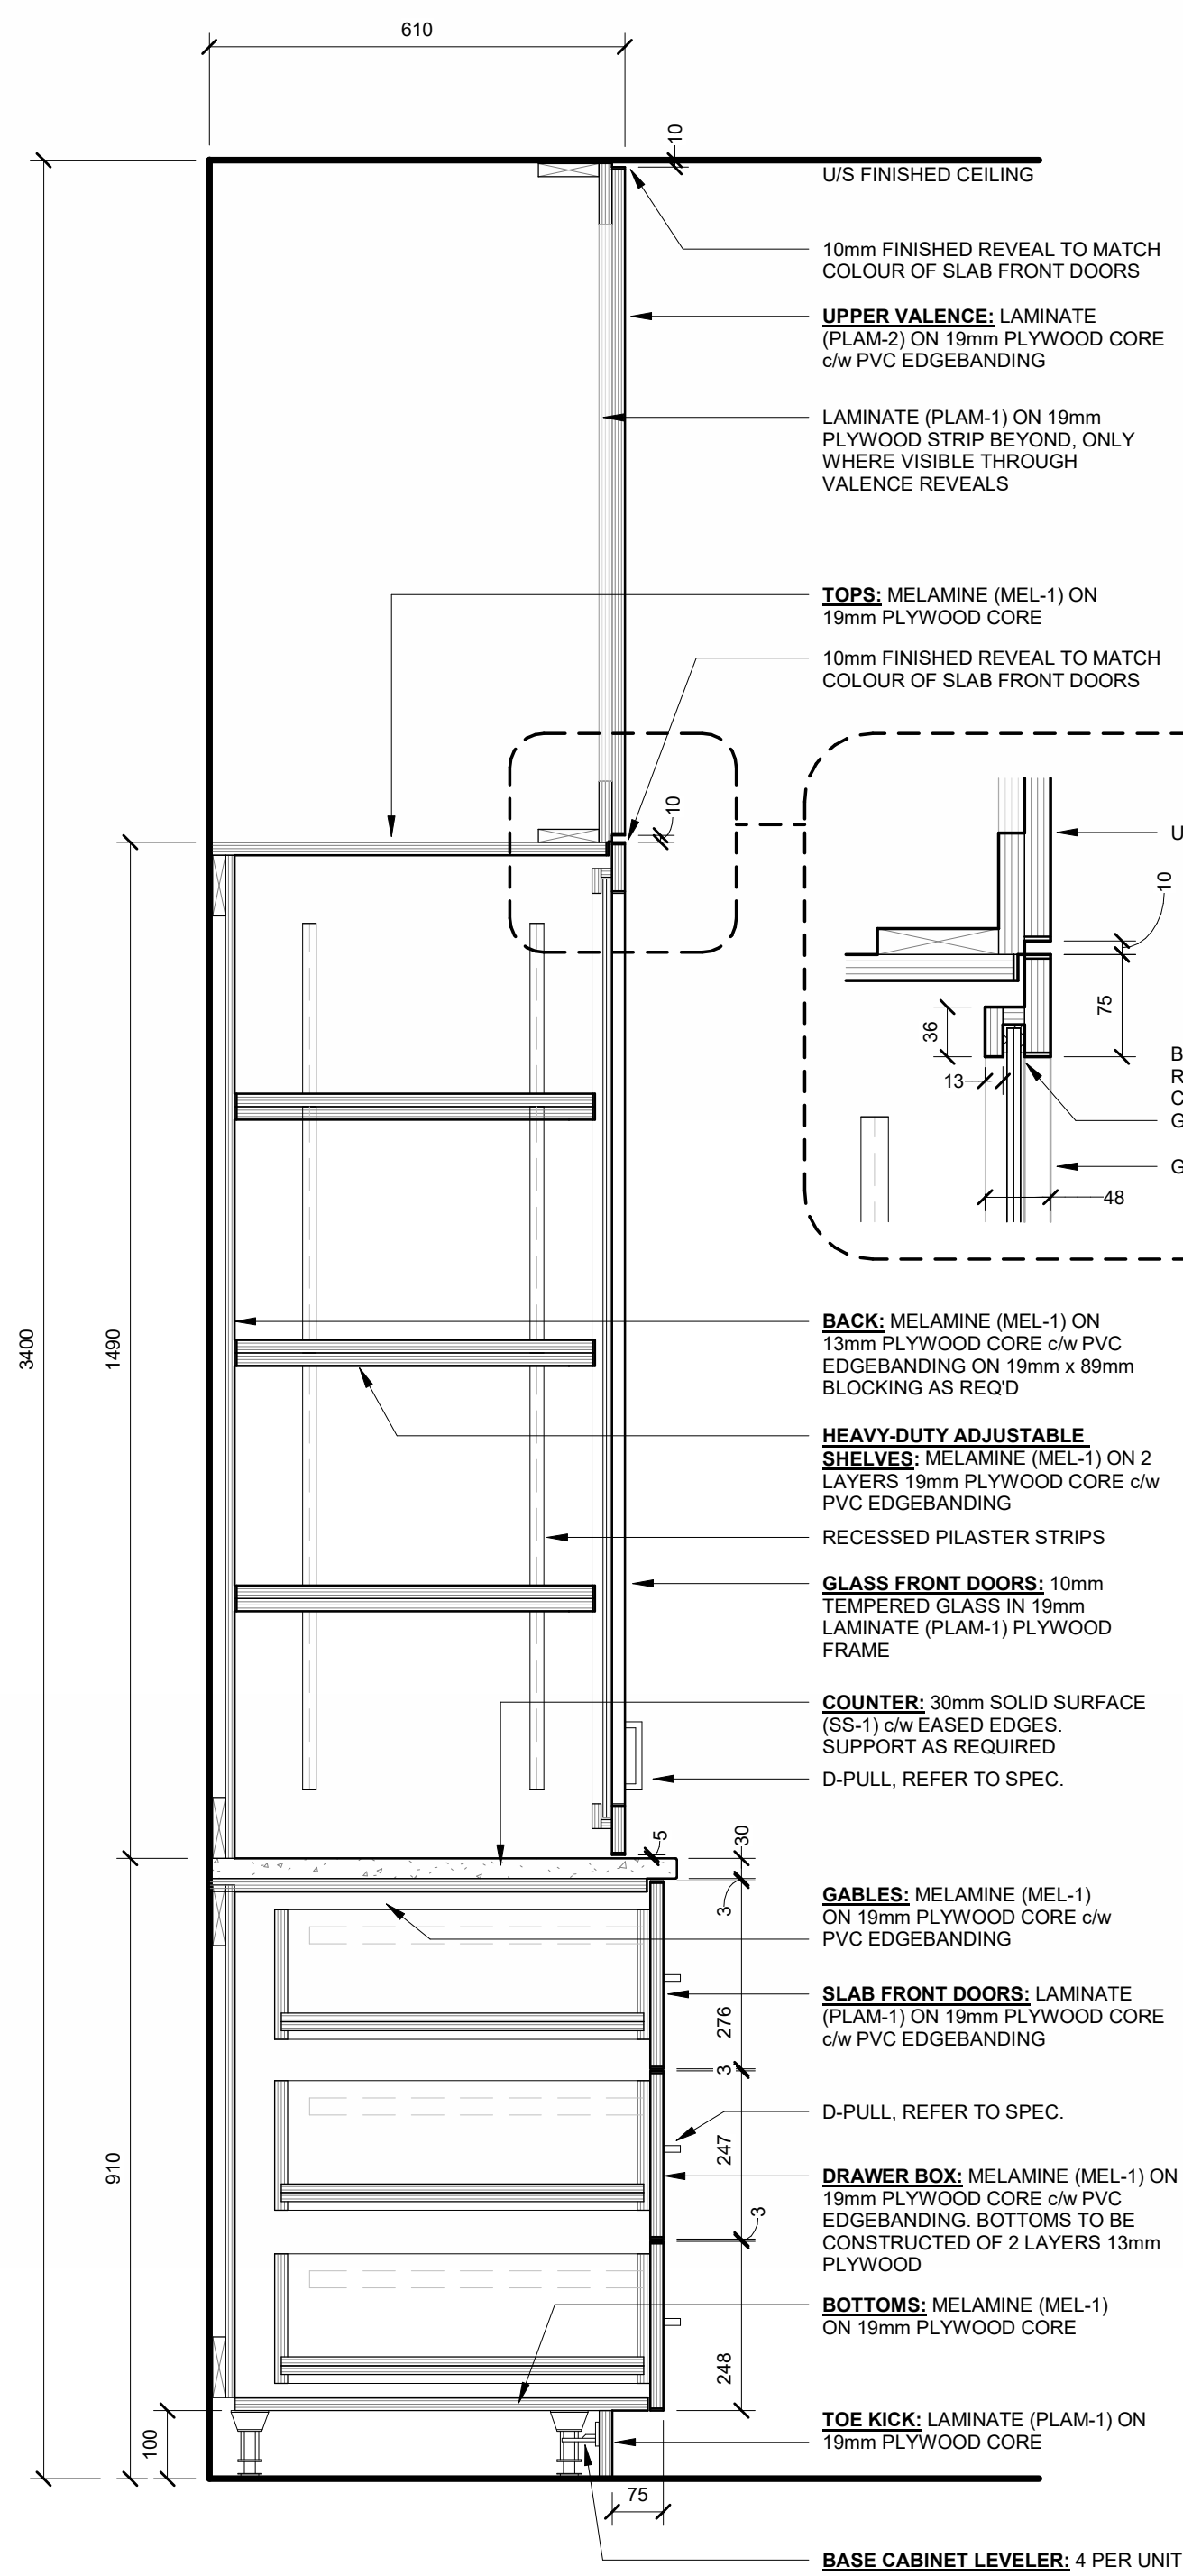 610
10
U/S FINISHED CEILING
10mm FINISHED REVEAL TO MATCH
COLOUR OF SLAB FRONT DOORS
UPPER VALENCE: LAMINATE
(PLAM-2) ON 19mm PLYWOOD CORE
c/w PVC EDGEBANDING
LAMINATE (PLAM-1) ON 19mm
PLYWOOD STRIP BEYOND, ONLY
WHERE VISIBLE THROUGH
VALENCE REVEALS
TOPS: MELAMINE (MEL-1) ON
19mm PLYWOOD CORE
10mm FINISHED REVEAL TO MATCH
COLOUR OF SLAB FRONT DOORS
10
U
10
75
36
13
B
R
C
G
G
48
3400
1490
BACK: MELAMINE (MEL-1) ON
13mm PLYWOOD CORE c/w PVC
EDGEBANDING ON 19mm x 89mm
BLOCKING AS REQ'D
HEAVY-DUTY ADJUSTABLE
SHELVES: MELAMINE (MEL-1) ON 2
LAYERS 19mm PLYWOOD CORE c/w
PVC EDGEBANDING
RECESSED PILASTER STRIPS
GLASS FRONT DOORS: 10mm
TEMPERED GLASS IN 19mm
LAMINATE (PLAM-1) PLYWOOD
FRAME
COUNTER: 30mm SOLID SURFACE
(SS-1) c/w EASED EDGES.
SUPPORT AS REQUIRED
D-PULL, REFER TO SPEC.
5
30
3
GABLES: MELAMINE (MEL-1)
ON 19mm PLYWOOD CORE c/w
PVC EDGEBANDING
SLAB FRONT DOORS: LAMINATE
(PLAM-1) ON 19mm PLYWOOD CORE
c/w PVC EDGEBANDING
276
3
D-PULL, REFER TO SPEC.
247
910
DRAWER BOX: MELAMINE (MEL-1) ON
19mm PLYWOOD CORE c/w PVC
EDGEBANDING. BOTTOMS TO BE
CONSTRUCTED OF 2 LAYERS 13mm
PLYWOOD
3
BOTTOMS: MELAMINE (MEL-1)
ON 19mm PLYWOOD CORE
248
100
TOE KICK: LAMINATE (PLAM-1) ON
19mm PLYWOOD CORE
75
BASE CABINET LEVELER: 4 PER UNIT